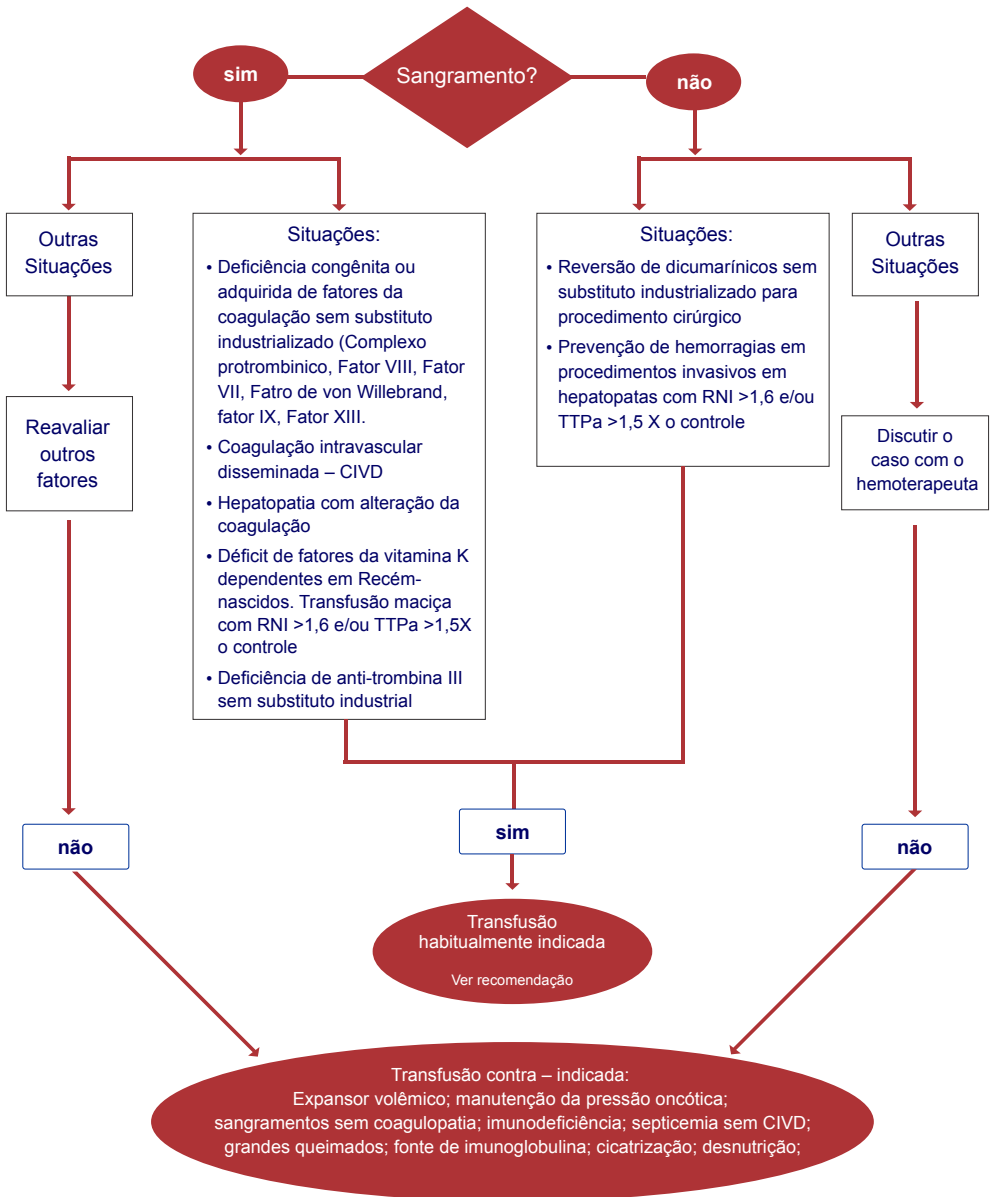 Sangramento?
sim
não
Outras
Situações
Reavaliar
outros
fatores
não
Situações:
• Deficiência congênita ou
adquirida de fatores da
coagulação sem substituto
industrializado (Complexo
protrombinico, Fator VIII, Fator
VII, Fatro de von Willebrand,
fator IX, Fator XIII.
• Coagulação intravascular
disseminada – CIVD
• Hepatopatia com alteração da
coagulação
• Déficit de fatores da vitamina K
dependentes em Recém-
nascidos. Transfusão maciça
com RNI >1,6 e/ou TTPa >1,5X
o controle
• Deficiência de anti-trombina III
sem substituto industrial
Situações:
• Reversão de dicumarínicos sem
substituto industrializado para
procedimento cirúrgico
• Prevenção de hemorragias em
procedimentos invasivos em
hepatopatas com RNI >1,6 e/ou
TTPa >1,5 X o controle
Outras
Situações
Discutir o
caso com o
hemoterapeuta
não
sim
Transfusão
habitualmente indicada
Ver recomendação
Transfusão contra – indicada:
Expansor volêmico; manutenção da pressão oncótica;
sangramentos sem coagulopatia; imunodeficiência; septicemia sem CIVD;
grandes queimados; fonte de imunoglobulina; cicatrização; desnutrição;